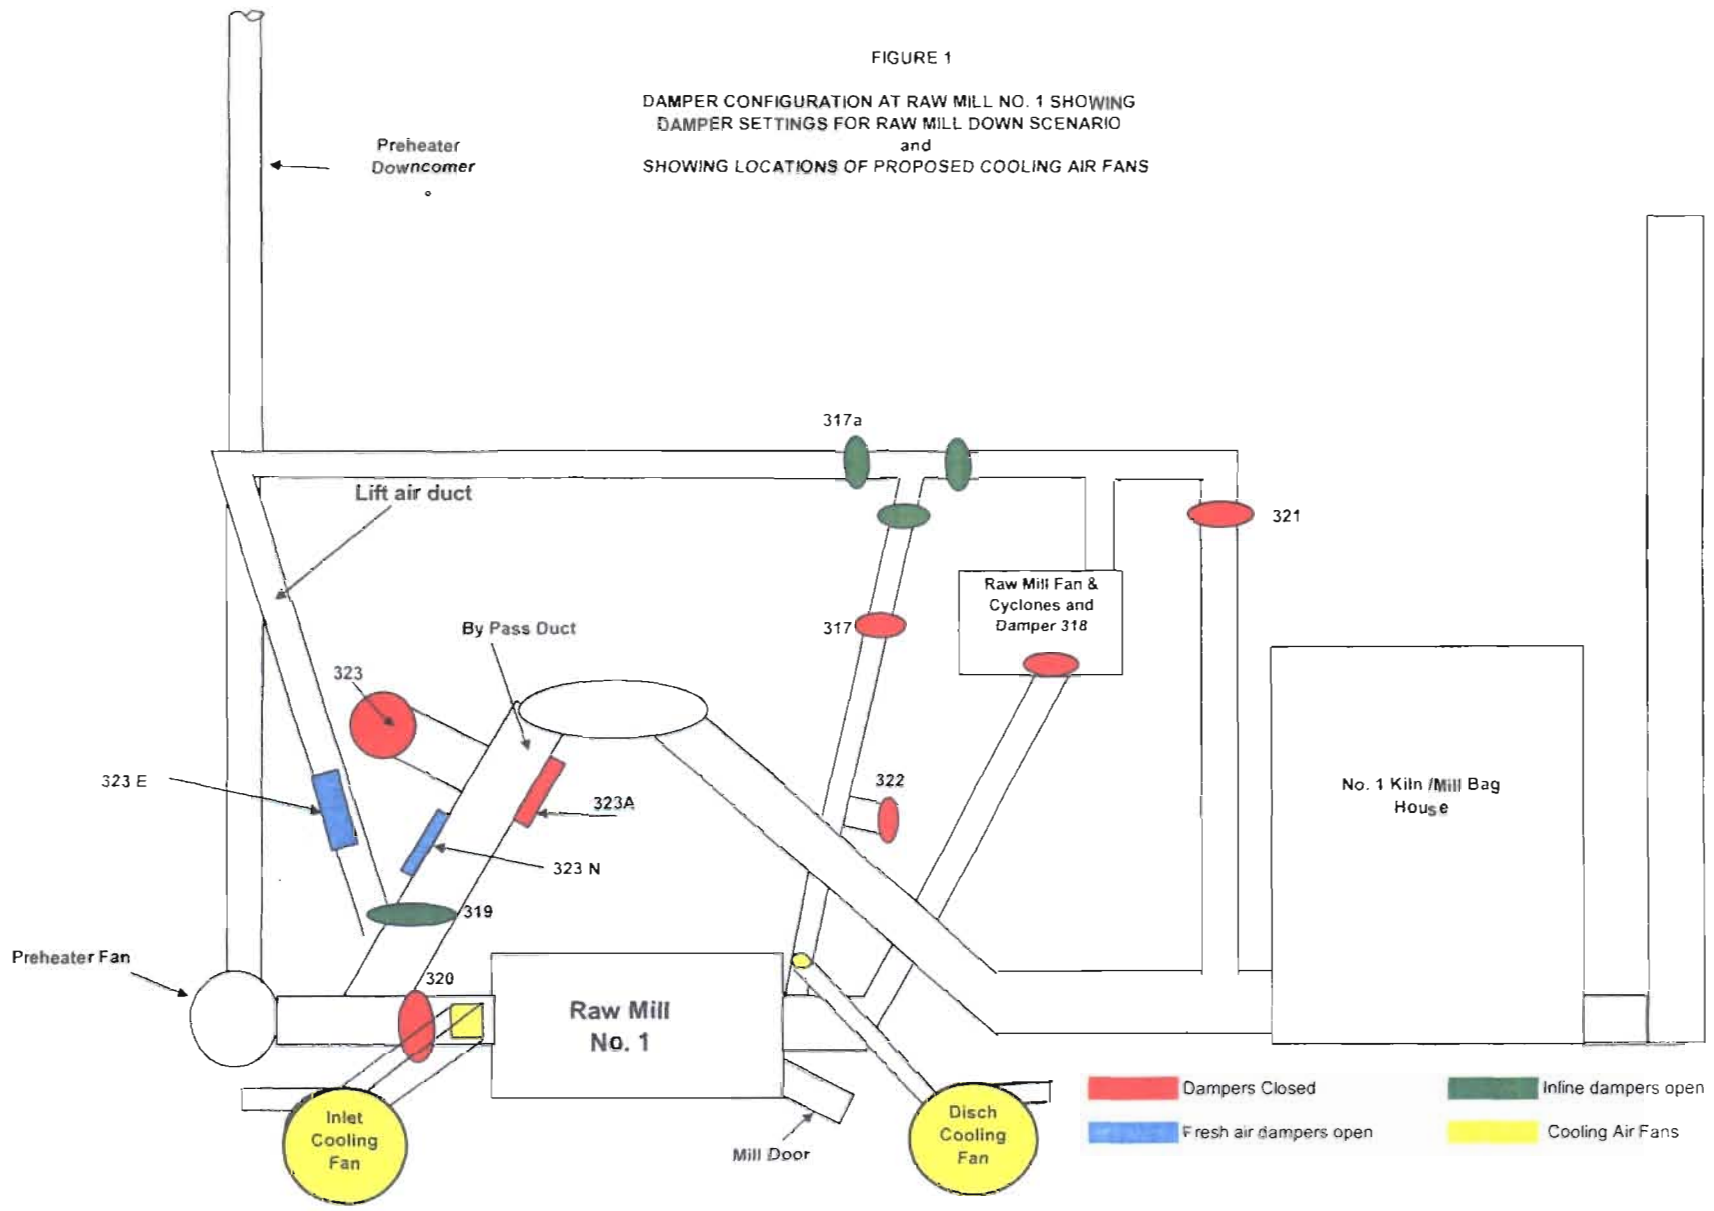 FIGURE 1
DAMPER CONFIGURATION AT RAW MILL NO. 1 SHOWING
DAMPER SETTINGS FOR RAW MILL DOWN SCENARIO
and
SHOWING LOCATIONS OF PROPOSED COOLING AIR FANS
Preheater
Downcomer
317a
Lift air duct
321
Raw Mill Fan &
Cyclones and
Damper 318
317
By Pass Duct
323
323 E
322
323A
No. 1 Kiln /Mill Bag
House
323 N
319
Preheater Fan
320
Raw Mill
No. 1
Inlet
Cooling
Fan
Mill Door
Disch
Cooling
Fan
Dampers Closed
Inline dampers open
Fresh air dampers open
Cooling Air Fans